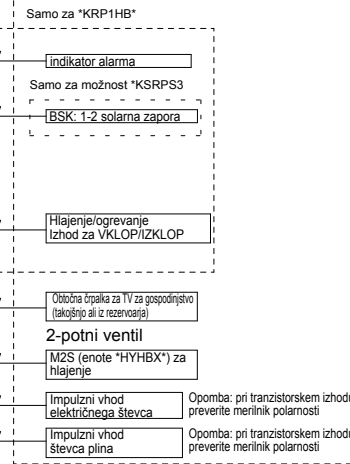 Samo za *KRP1HB*
indikator alarma
Samo za možnost *KSRPS3
BSK: 1-2 solarna zapora
Hlajenje/ogrevanje
Izhod za VKLOP/IZKLOP
Obtočna črpalka za TV za gospodinjstvo
(takojšnjo ali iz rezervoarja)
2-potni ventil
M2S (enote *HYHBX*) za
hlajenje
Impulzni vhod
električnega števca
Opomba: pri tranzistorskem izhodu
preverite merilnik polarnosti
Impulzni vhod
števca plina
Opomba: pri tranzistorskem izhodu
preverite merilnik polarnosti